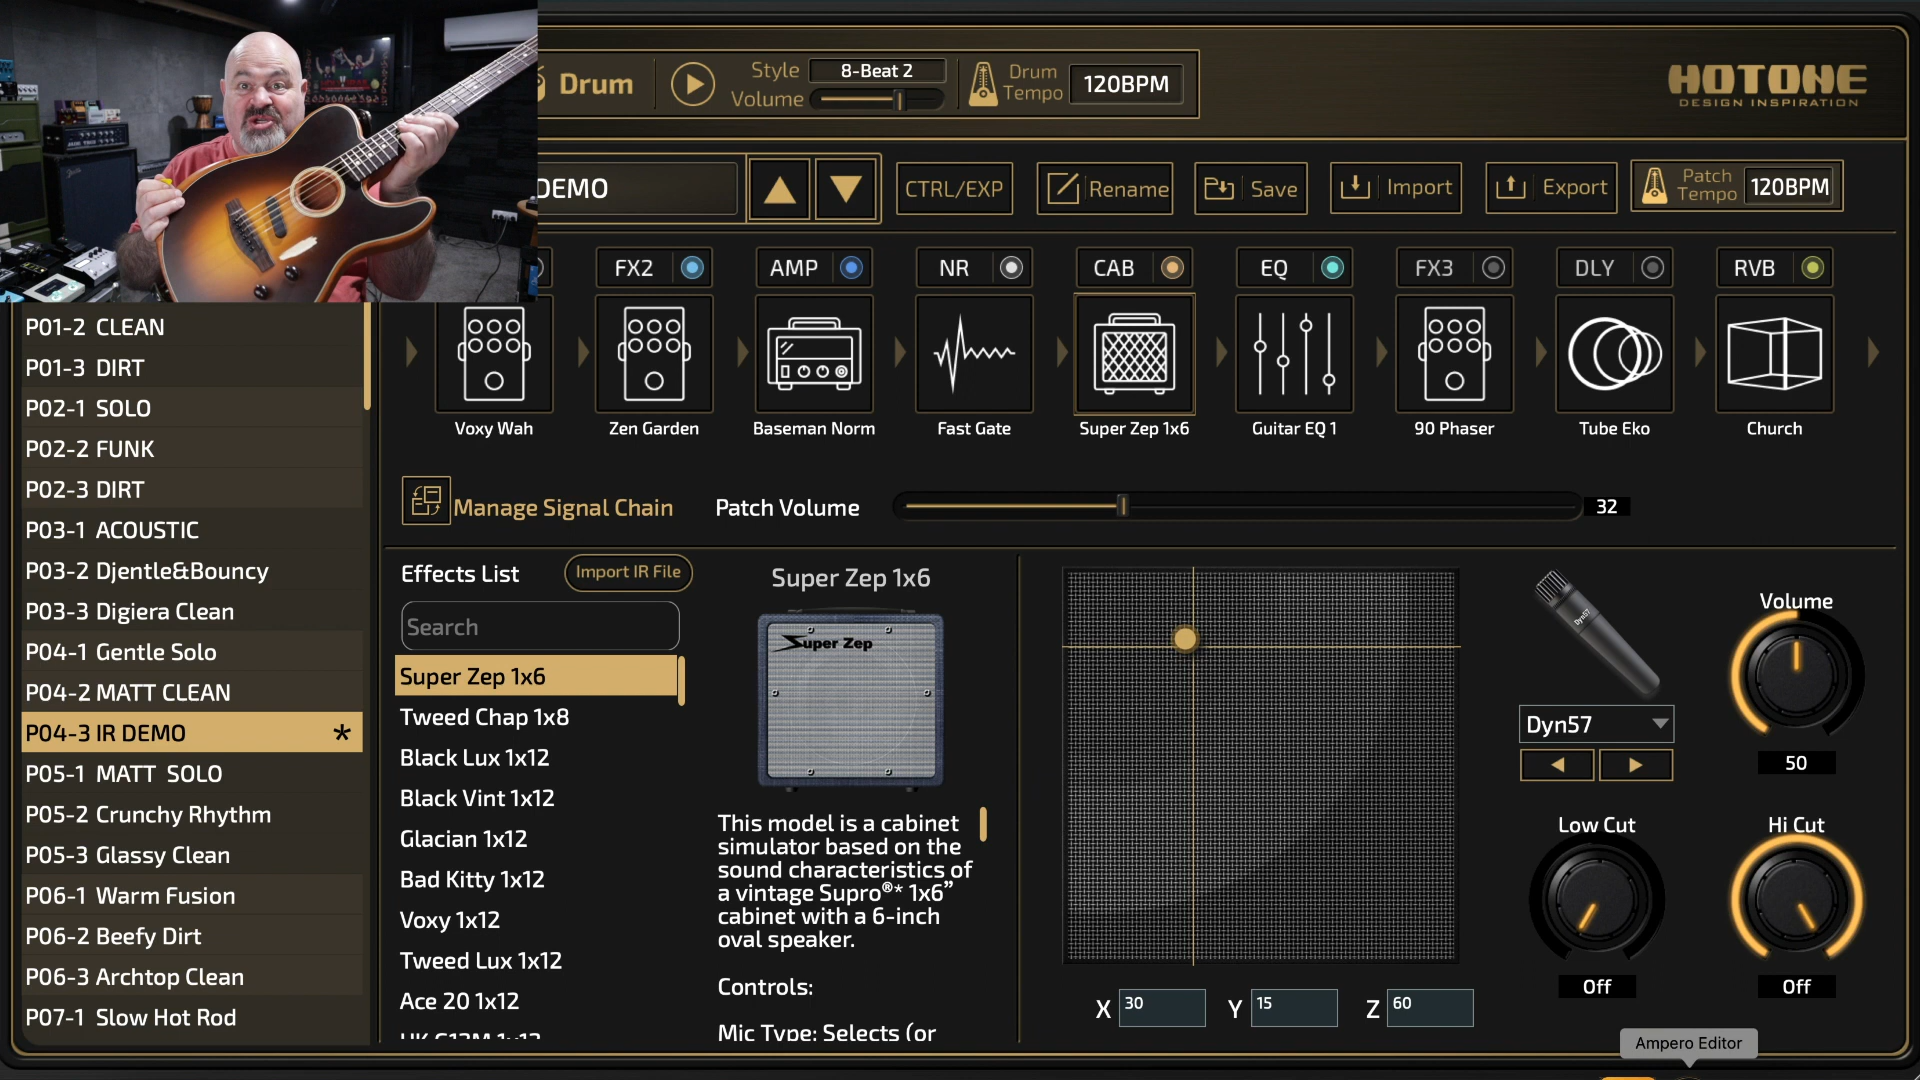 Drum
Style
8-Beat 2
Volume
Drum
Tempo
120BPM
HOTONE
DESIGN INSPIRATION
DEMO
CTRL/EXP
Rename
Save
Import
Export
Patch
Tempo
120BPM
FX2
AMP
NR
CAB
EQ
FX3
DLY
RVB
Voxy Wah
Zen Garden
Baseman Norm
Fast Gate
Super Zep 1x6
Guitar EQ 1
90 Phaser
Tube Eko
Church
P01-2 CLEAN
P01-3 DIRT
P02-1 SOLO
P02-2 FUNK
P02-3 DIRT
P03-1 ACOUSTIC
P03-2 Djentle&Bouncy
P03-3 Digiera Clean
P04-1 Gentle Solo
P04-2 MATT CLEAN
P04-3 IR DEMO *
P05-1 MATT SOLO
P05-2 Crunchy Rhythm
P05-3 Glassy Clean
P06-1 Warm Fusion
P06-2 Beefy Dirt
P06-3 Archtop Clean
P07-1 Slow Hot Rod
Manage Signal Chain
Patch Volume
32
Effects List
Import IR File
Search
Super Zep 1x6
Tweed Chap 1x8
Black Lux 1x12
Black Vint 1x12
Glacian 1x12
Bad Kitty 1x12
Voxy 1x12
Tweed Lux 1x12
Ace 20 1x12
Super Zep 1x6
Super Zep
This model is a cabinet
simulator based on the
sound characteristics of
a vintage Supro®* 1x6”
cabinet with a 6-inch
oval speaker.
Controls:
Mic Type: Selects (or
X 30 Y 15 Z 60
Dyn57
Dyn57
Volume
50
Low Cut
Off
Hi Cut
Off
Ampero Editor